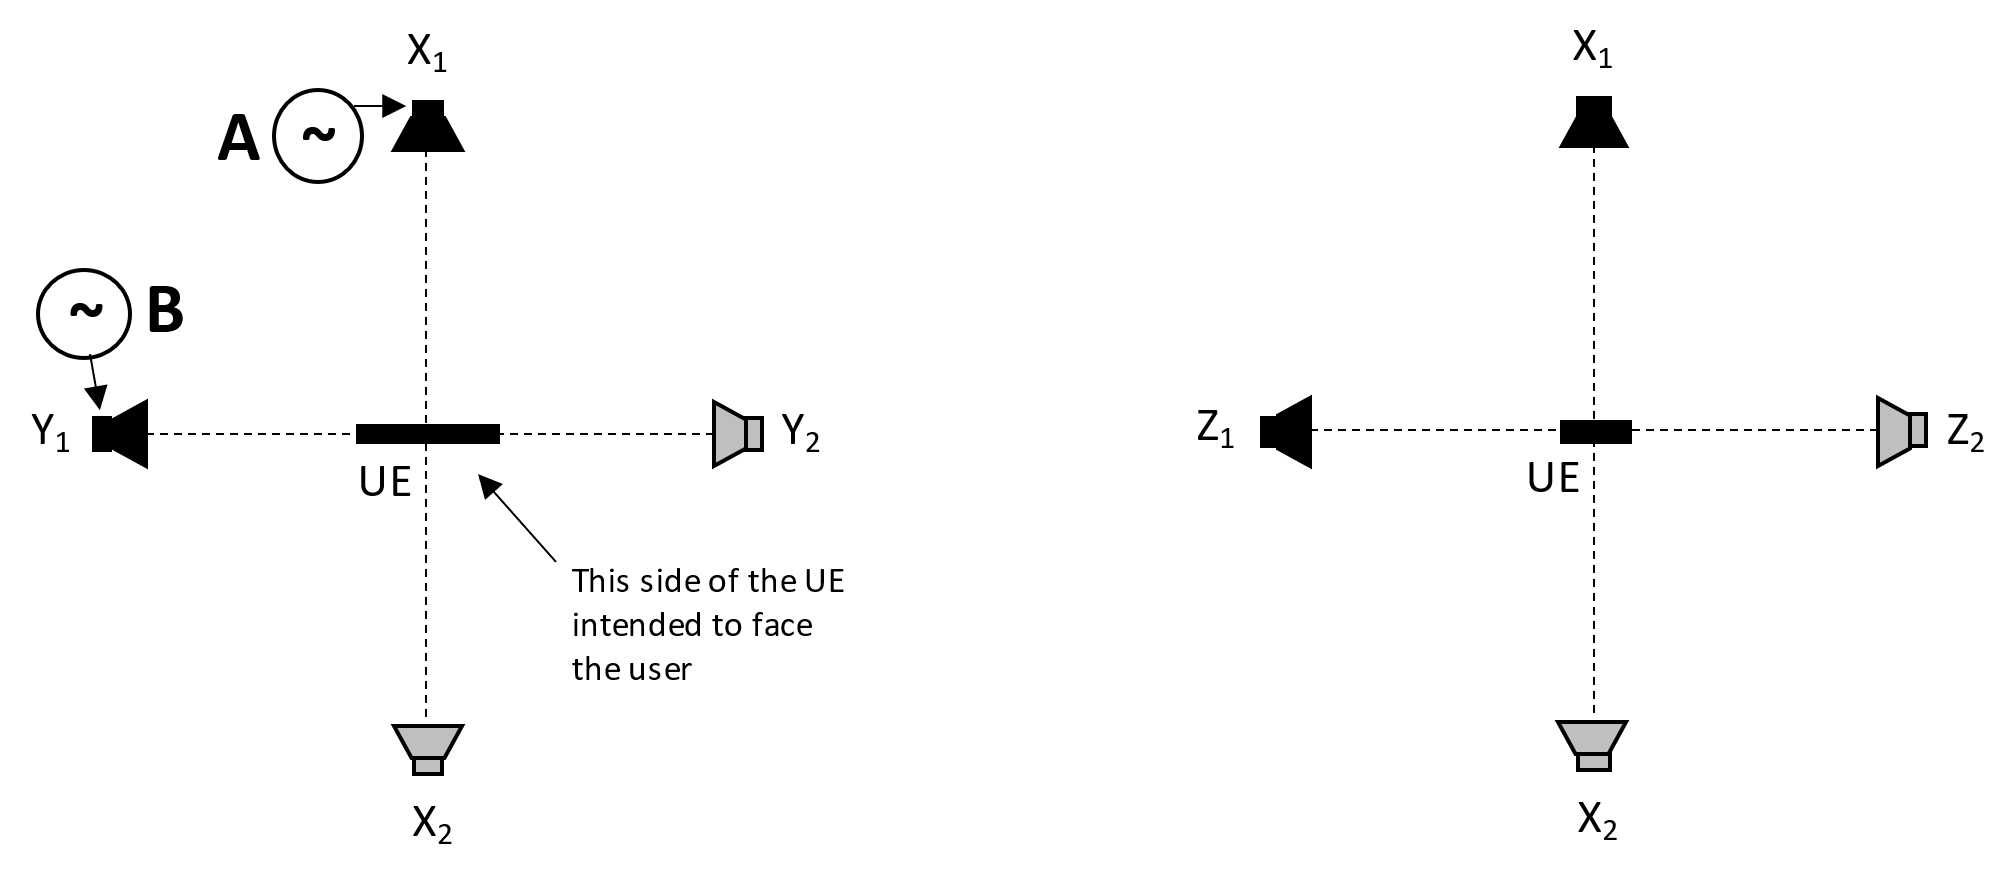 X₁
A ~
~ B
Y₁
Y₂
UE
This side of the UE
intended to face
the user
X₂
X₁
Z₁
Z₂
UE
X₂